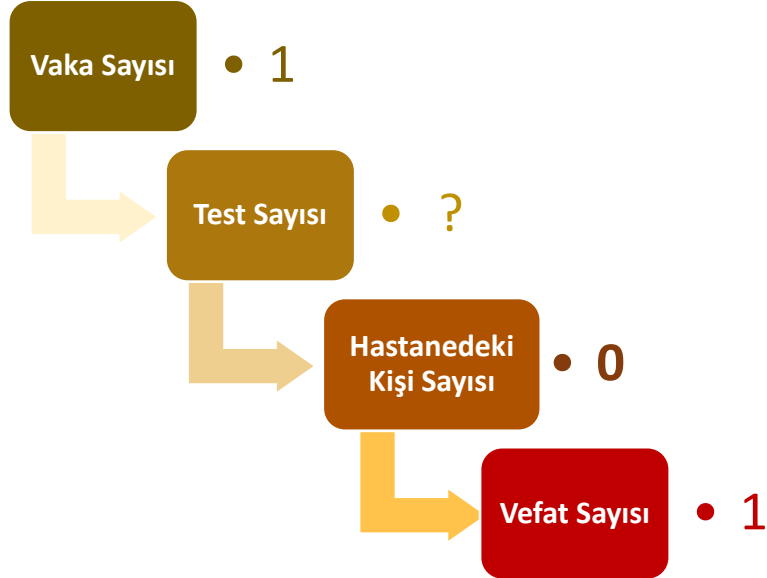 Vaka Sayısı
• 1
Test Sayısı
• ?
Hastanedeki
Kişi Sayısı
• 0
Vefat Sayısı
• 1